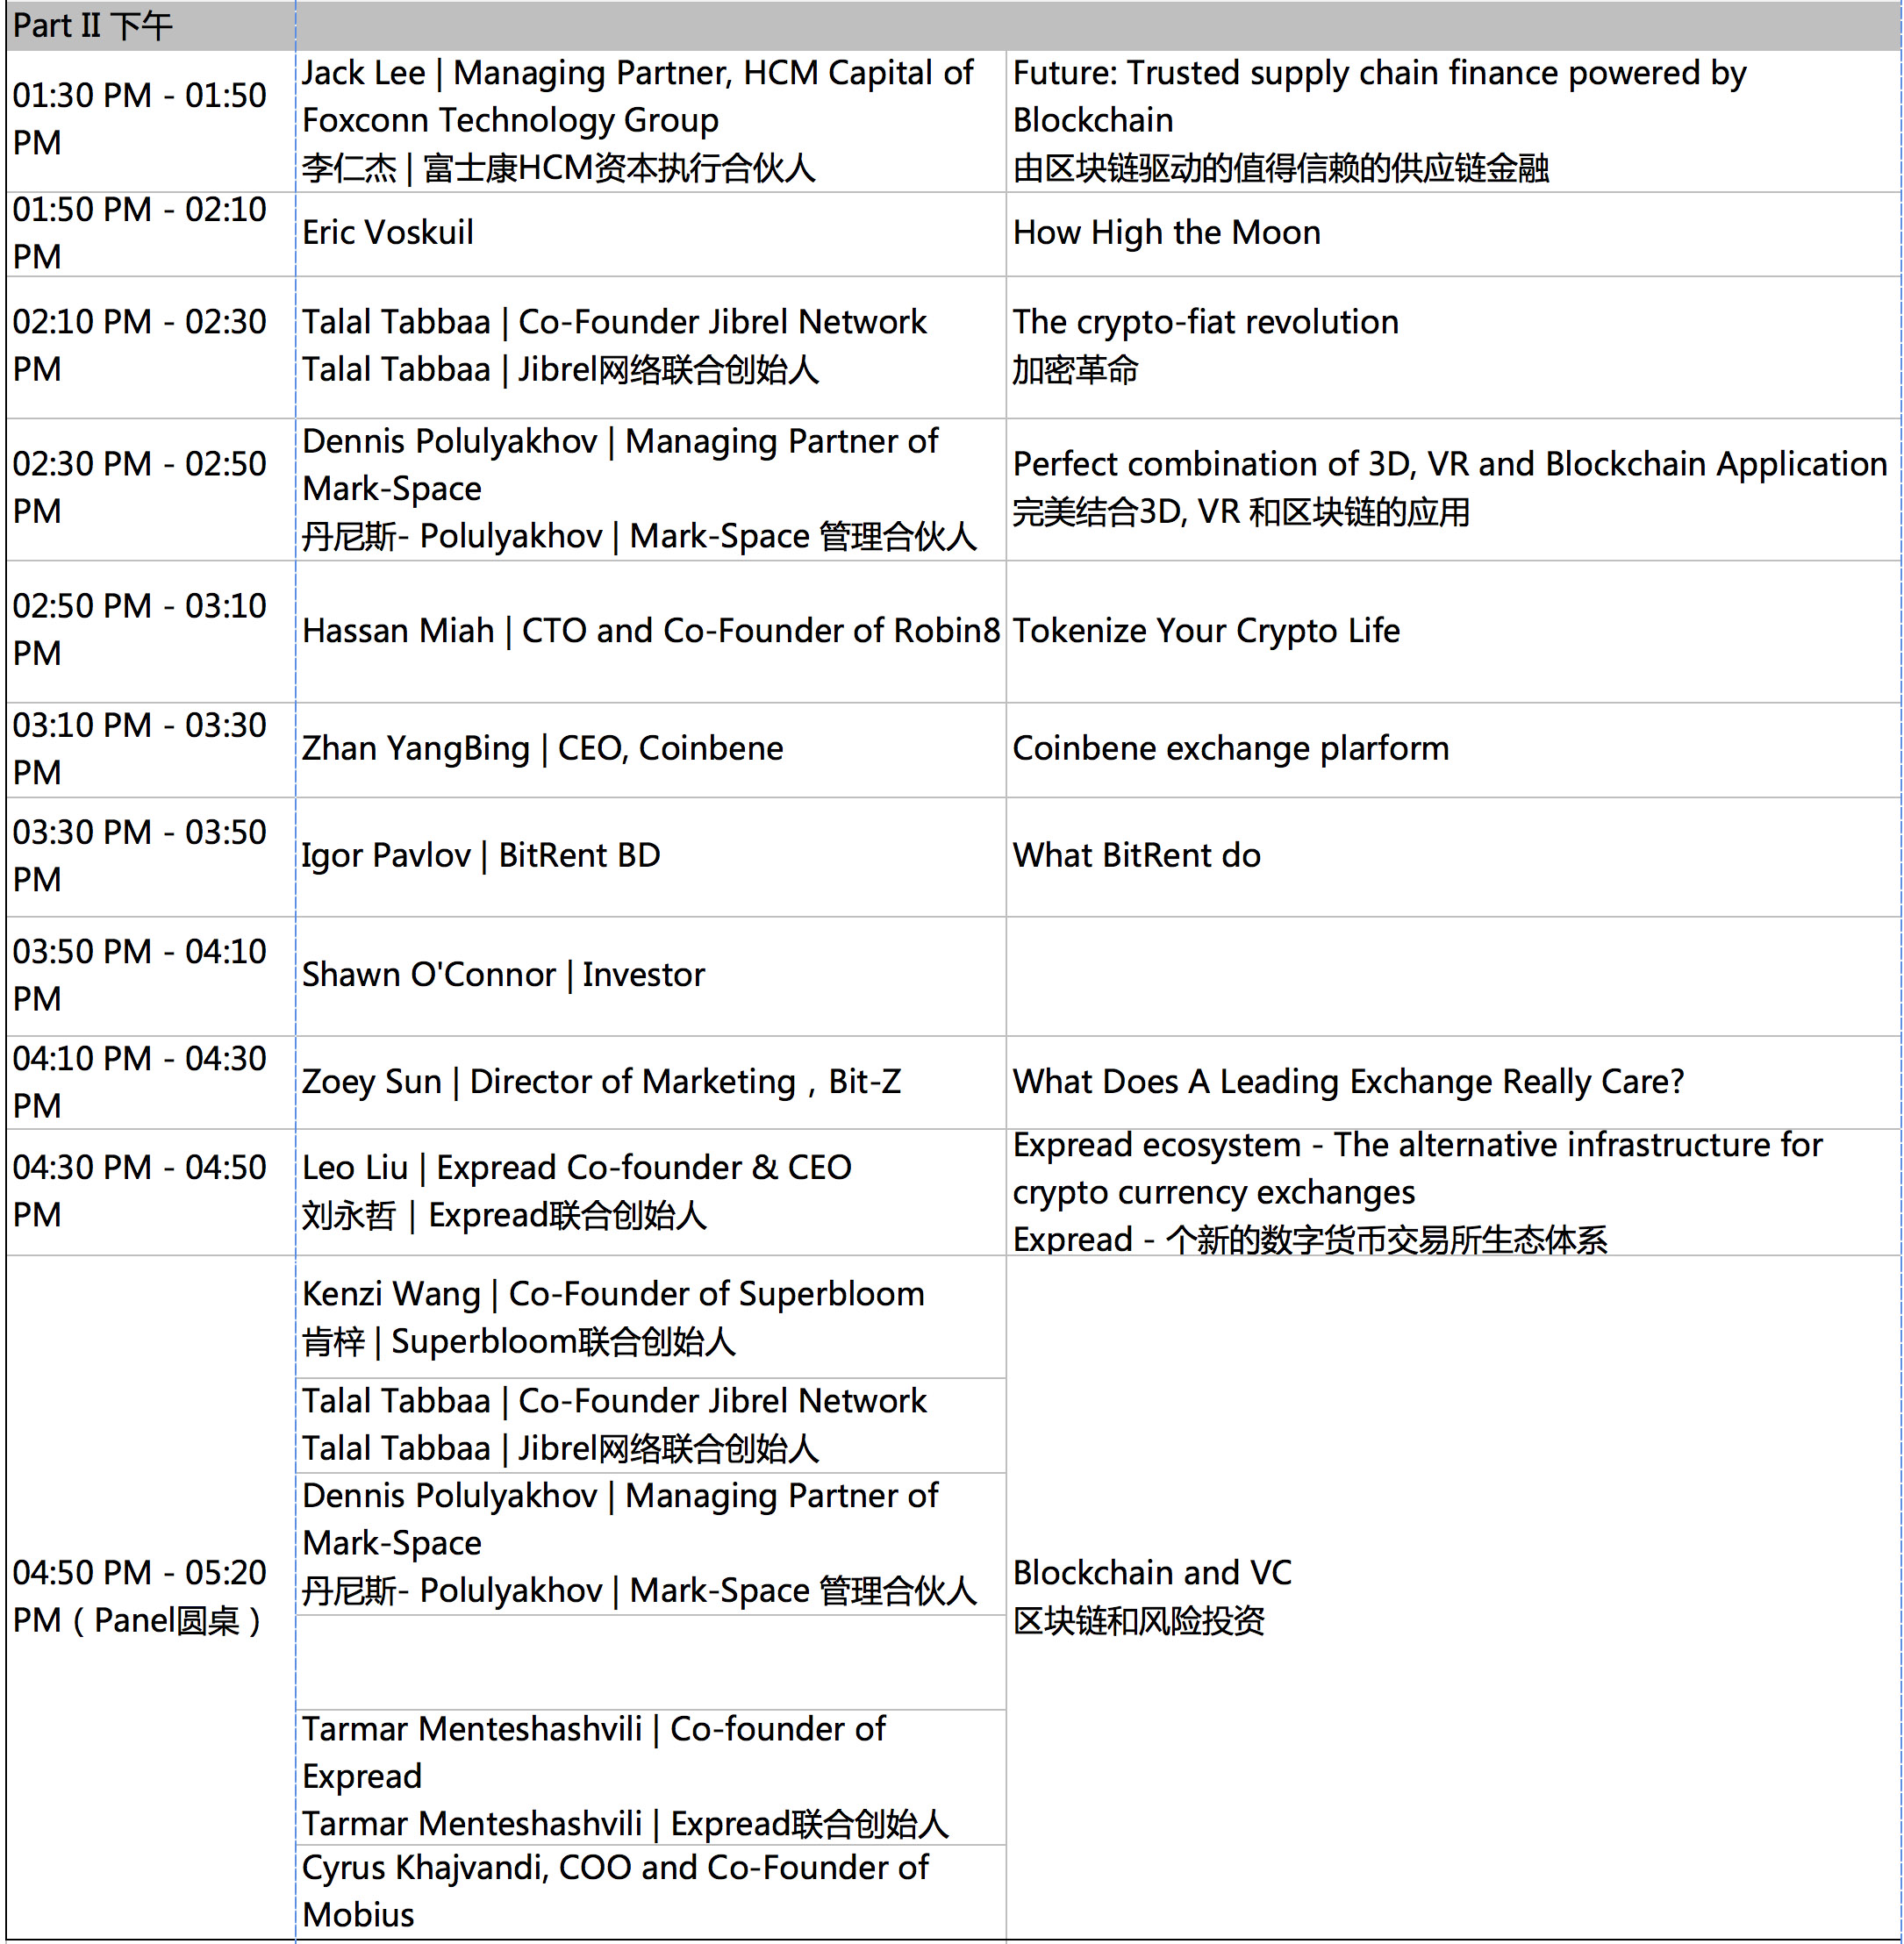 Part II 下午
01:30 PM - 01:50
PM
Jack Lee | Managing Partner, HCM Capital of
Foxconn Technology Group
李仁杰 | 富士康HCM资本执行合伙人
Future: Trusted supply chain finance powered by
Blockchain
由区块链驱动的值得信赖的供应链金融
01:50 PM - 02:10
PM
Eric Voskuil
How High the Moon
02:10 PM - 02:30
PM
Talal Tabbaa | Co-Founder Jibrel Network
Talal Tabbaa | Jibrel网络联合创始人
The crypto-fiat revolution
加密革命
02:30 PM - 02:50
PM
Dennis Polulyakhov | Managing Partner of
Mark-Space
丹尼斯- Polulyakhov | Mark-Space 管理合伙人
Perfect combination of 3D, VR and Blockchain Application
完美结合3D, VR 和区块链的应用
02:50 PM - 03:10
PM
Hassan Miah | CTO and Co-Founder of Robin8
Tokenize Your Crypto Life
03:10 PM - 03:30
PM
Zhan YangBing | CEO, Coinbene
Coinbene exchange plarform
03:30 PM - 03:50
PM
Igor Pavlov | BitRent BD
What BitRent do
03:50 PM - 04:10
PM
Shawn O'Connor | Investor
04:10 PM - 04:30
PM
Zoey Sun | Director of Marketing，Bit-Z
What Does A Leading Exchange Really Care?
04:30 PM - 04:50
PM
Leo Liu | Expread Co-founder & CEO
刘永哲｜Expread联合创始人
Expread ecosystem - The alternative infrastructure for
crypto currency exchanges
Expread - 个新的数字货币交易所生态体系
04:50 PM - 05:20
PM（Panel圆桌）
Kenzi Wang | Co-Founder of Superbloom
肯梓 | Superbloom联合创始人
Talal Tabbaa | Co-Founder Jibrel Network
Talal Tabbaa | Jibrel网络联合创始人
Dennis Polulyakhov | Managing Partner of
Mark-Space
丹尼斯- Polulyakhov | Mark-Space 管理合伙人
Tarmar Menteshashvili | Co-founder of
Expread
Tarmar Menteshashvili | Expread联合创始人
Cyrus Khajvandi, COO and Co-Founder of
Mobius
Blockchain and VC
区块链和风险投资